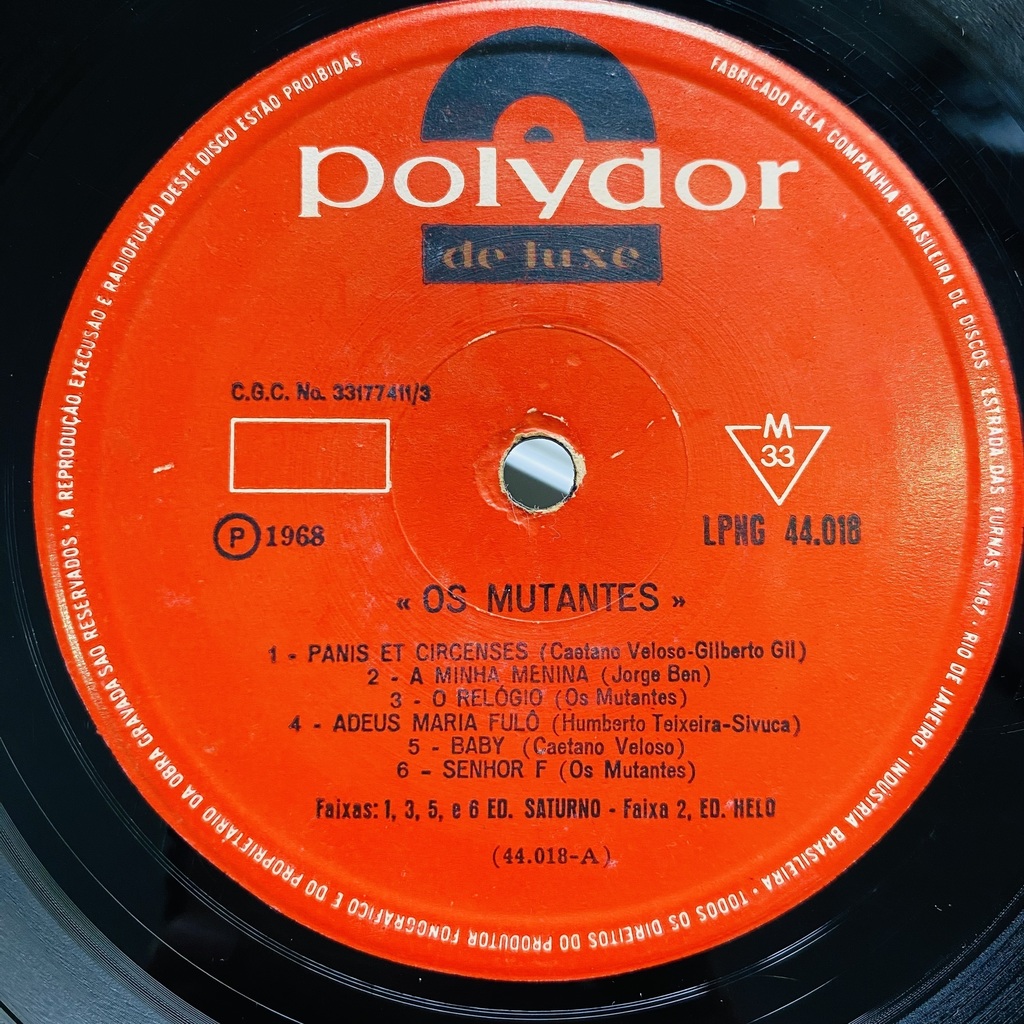 polydor
de luxe
C.G.C. No. 33177411/3
M
33
Ⓟ 1968
LPNG 44.018
« OS MUTANTES »
1 - PANIS ET CIRCENSES (Caetano Veloso-Gilberto Gil)
2 - A MINHA MENINA (Jorge Ben)
3 - O RELÓGIO (Os Mutantes)
4 - ADEUS MARIA FULÔ (Humberto Teixeira-Sivuca)
5 - BABY (Caetano Veloso)
6 - SENHOR F (Os Mutantes)
Faixas: 1, 3, 5, e 6 ED. SATURNO - Faixa 2, ED. HELO
(44.018-A)
FABRICADO PELA COMPANHIA BRASILEIRA DE DISCOS, ESTRADA DAS FURNAS 1467 · RIO DE JANEIRO · INDUSTRIA BRASILEIRA · TODOS OS DIREITOS DO PRODUTOR FONOGRAFICO E DO PROPRIETÁRIO DA OBRA GRAVADA SÃO RESERVADOS · A REPRODUÇÃO, EXECUSÃO E RADIOFUSÃO DESTE DISCO ESTÃO PROIBIDAS